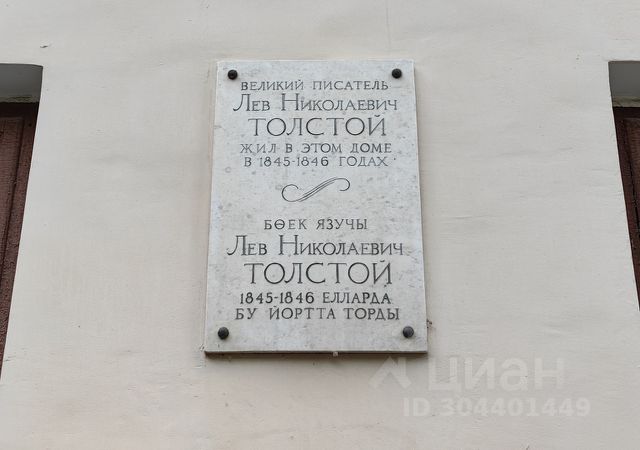 ВЕЛИКИЙ ПИСАТЕЛЬ
ЛЕВ НИКОЛАЕВИЧ
ТОЛСТОЙ
ЖИЛ В ЭТОМ ДОМЕ
В 1845-1846 ГОДАХ
БӨЕК ЯЗУЧЫ
ЛЕВ НИКОЛАЕВИЧ
ТОЛСТОЙ
1845-1846 ЕЛЛАРДА
БУ ЙОРТТА ТОРДЫ
циан
ID 304401449